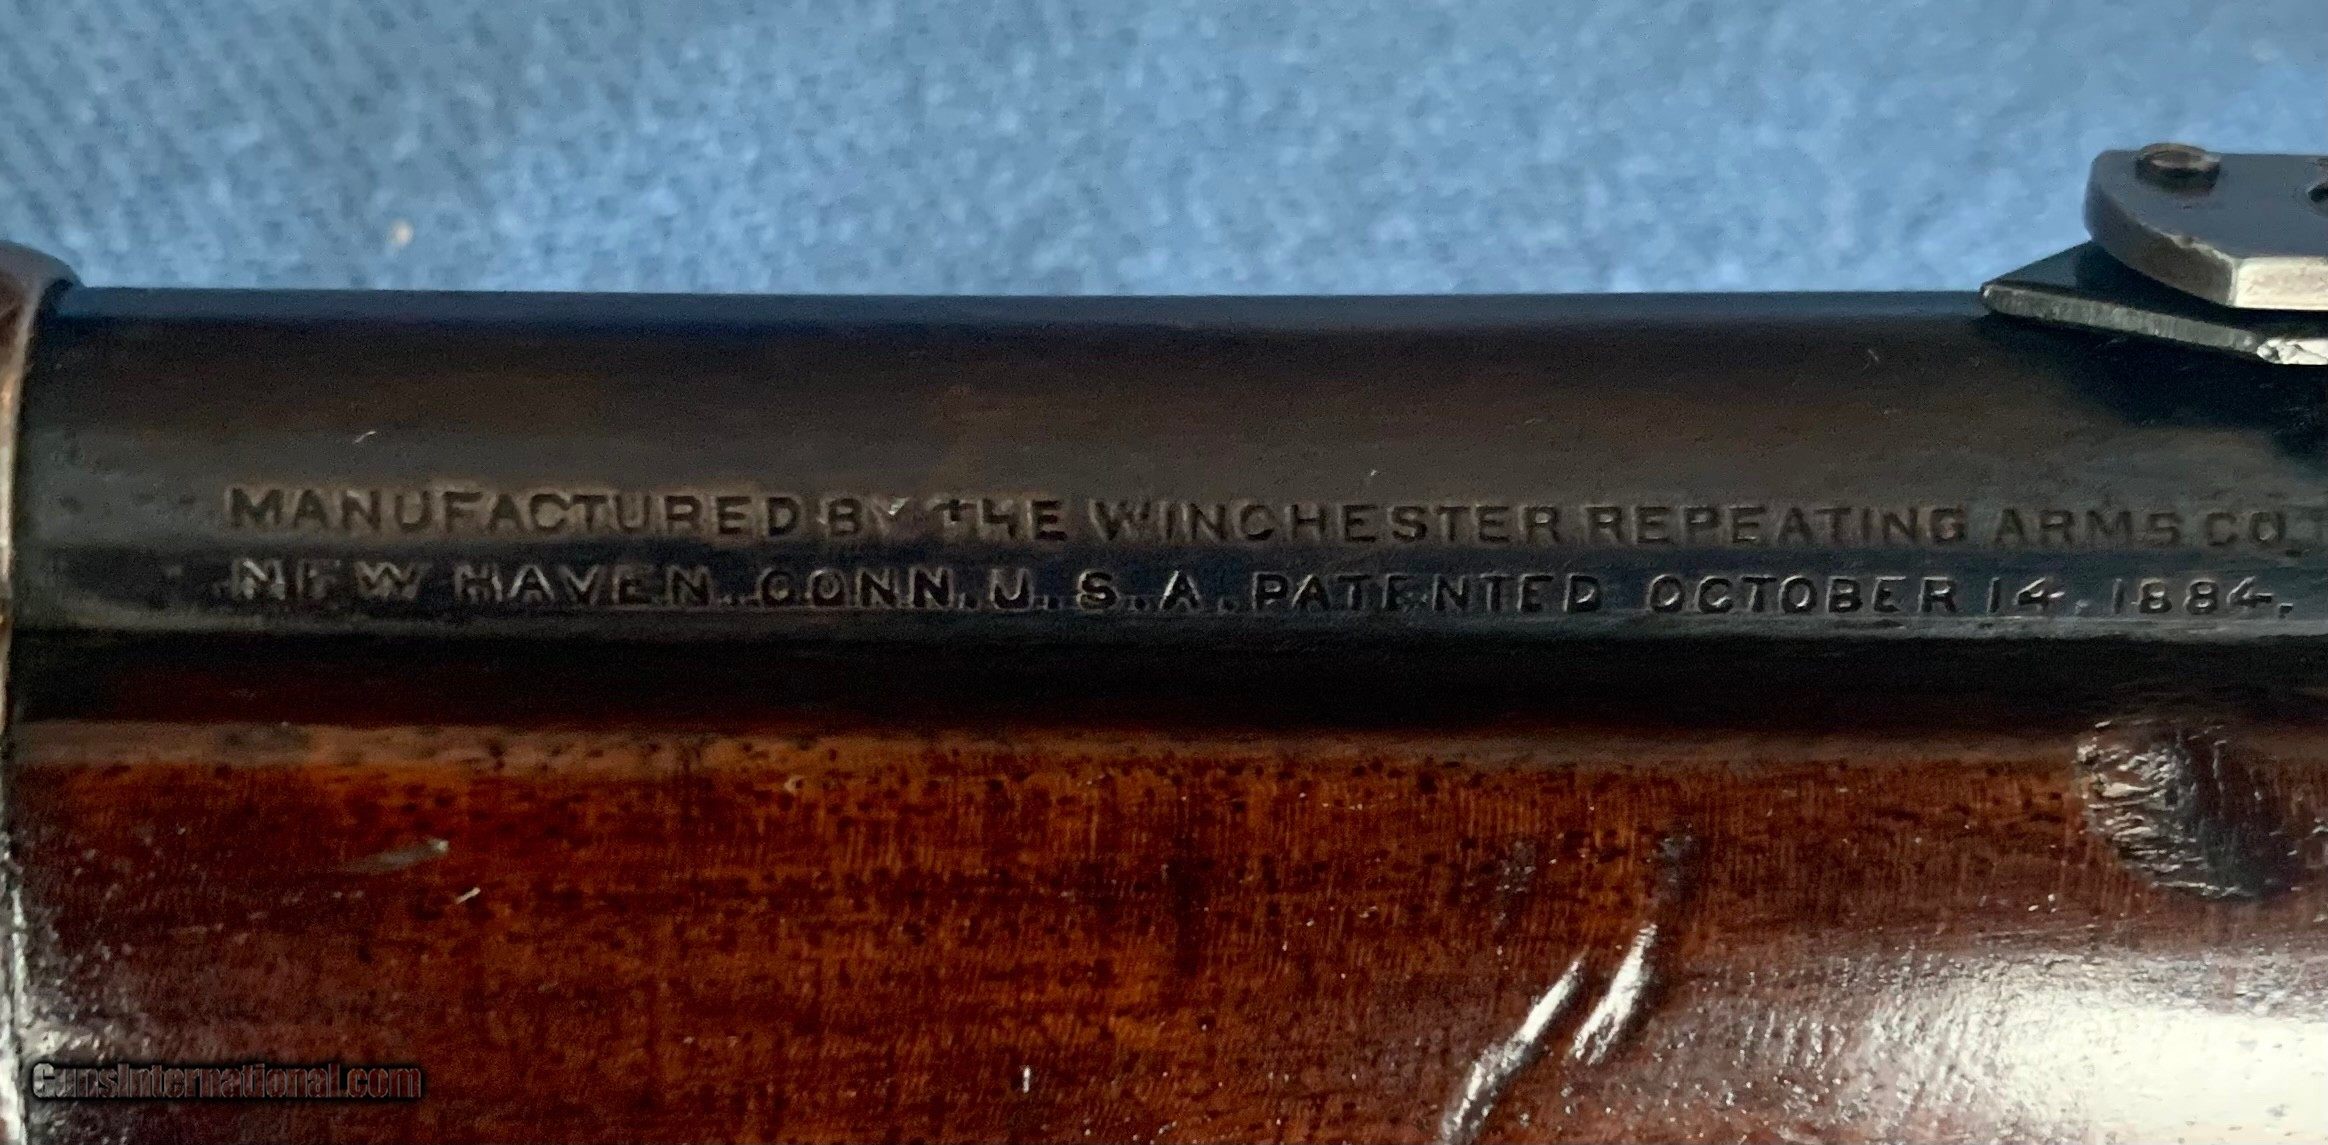 MANUFACTURED BY THE WINCHESTER REPEATING ARMS CO.
NEW HAVEN. CONN. U. S. A. PATENTED OCTOBER 14. 1884.
GunsInternational.com